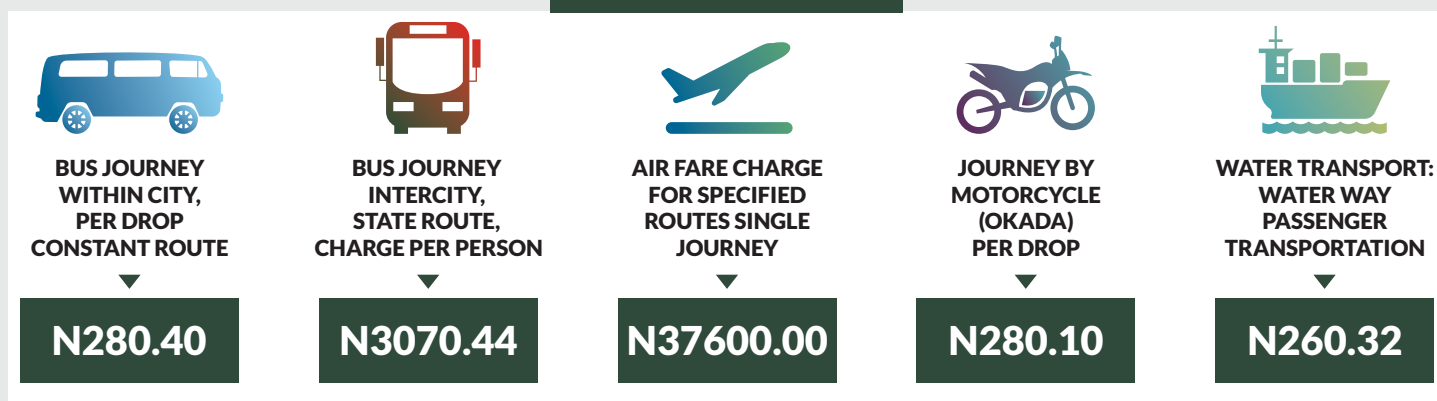 BUS JOURNEY
WITHIN CITY,
PER DROP
CONSTANT ROUTE
N280.40
BUS JOURNEY
INTERCITY,
STATE ROUTE,
CHARGE PER PERSON
N3070.44
AIR FARE CHARGE
FOR SPECIFIED
ROUTES SINGLE
JOURNEY
N37600.00
JOURNEY BY
MOTORCYCLE
(OKADA)
PER DROP
N280.10
WATER TRANSPORT:
WATER WAY
PASSENGER
TRANSPORTATION
N260.32